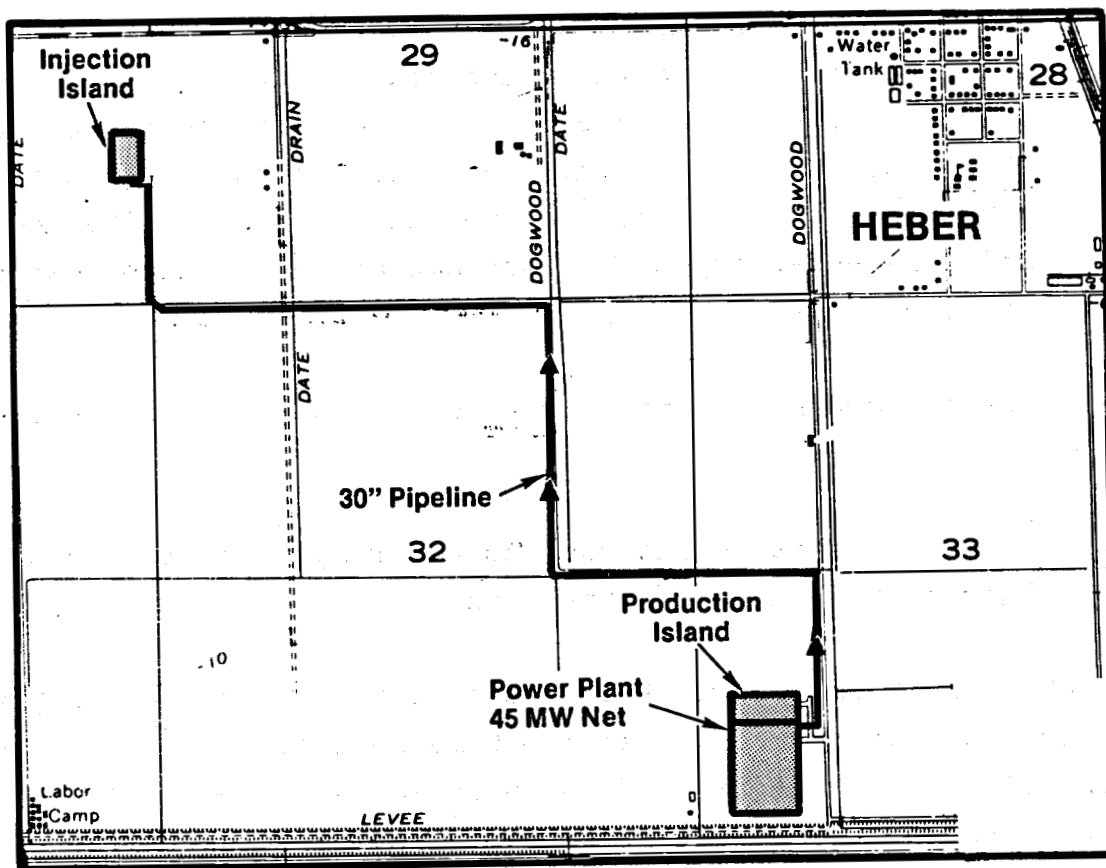 Injection
Island
29
-16
Water
Tank
28
DATE
DRAIN
DATE
DOGWOOD
DOGWOOD
HEBER
DATE
30” Pipeline
32
33
Production
Island
-10
Power Plant
45 MW Net
Labor
Camp
LEVEE